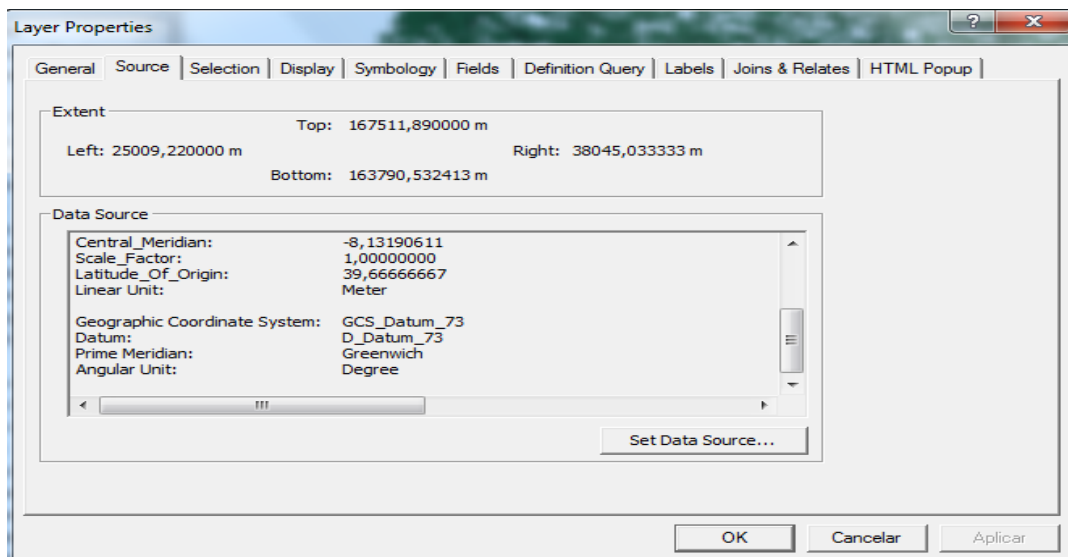 Layer Properties
General Source Selection Display Symbology Fields Definition Query Labels Joins & Relates HTML Popup
Extent
Top: 167511,890000 m
Left: 25009,220000 m Right: 38045,033333 m
Bottom: 163790,532413 m
Data Source
Central_Meridian: -8,13190611
Scale_Factor: 1,00000000
Latitude_Of_Origin: 39,66666667
Linear Unit: Meter
Geographic Coordinate System: GCS_Datum_73
Datum: D_Datum_73
Prime Meridian: Greenwich
Angular Unit: Degree
Set Data Source...
OK Cancelar Aplicar